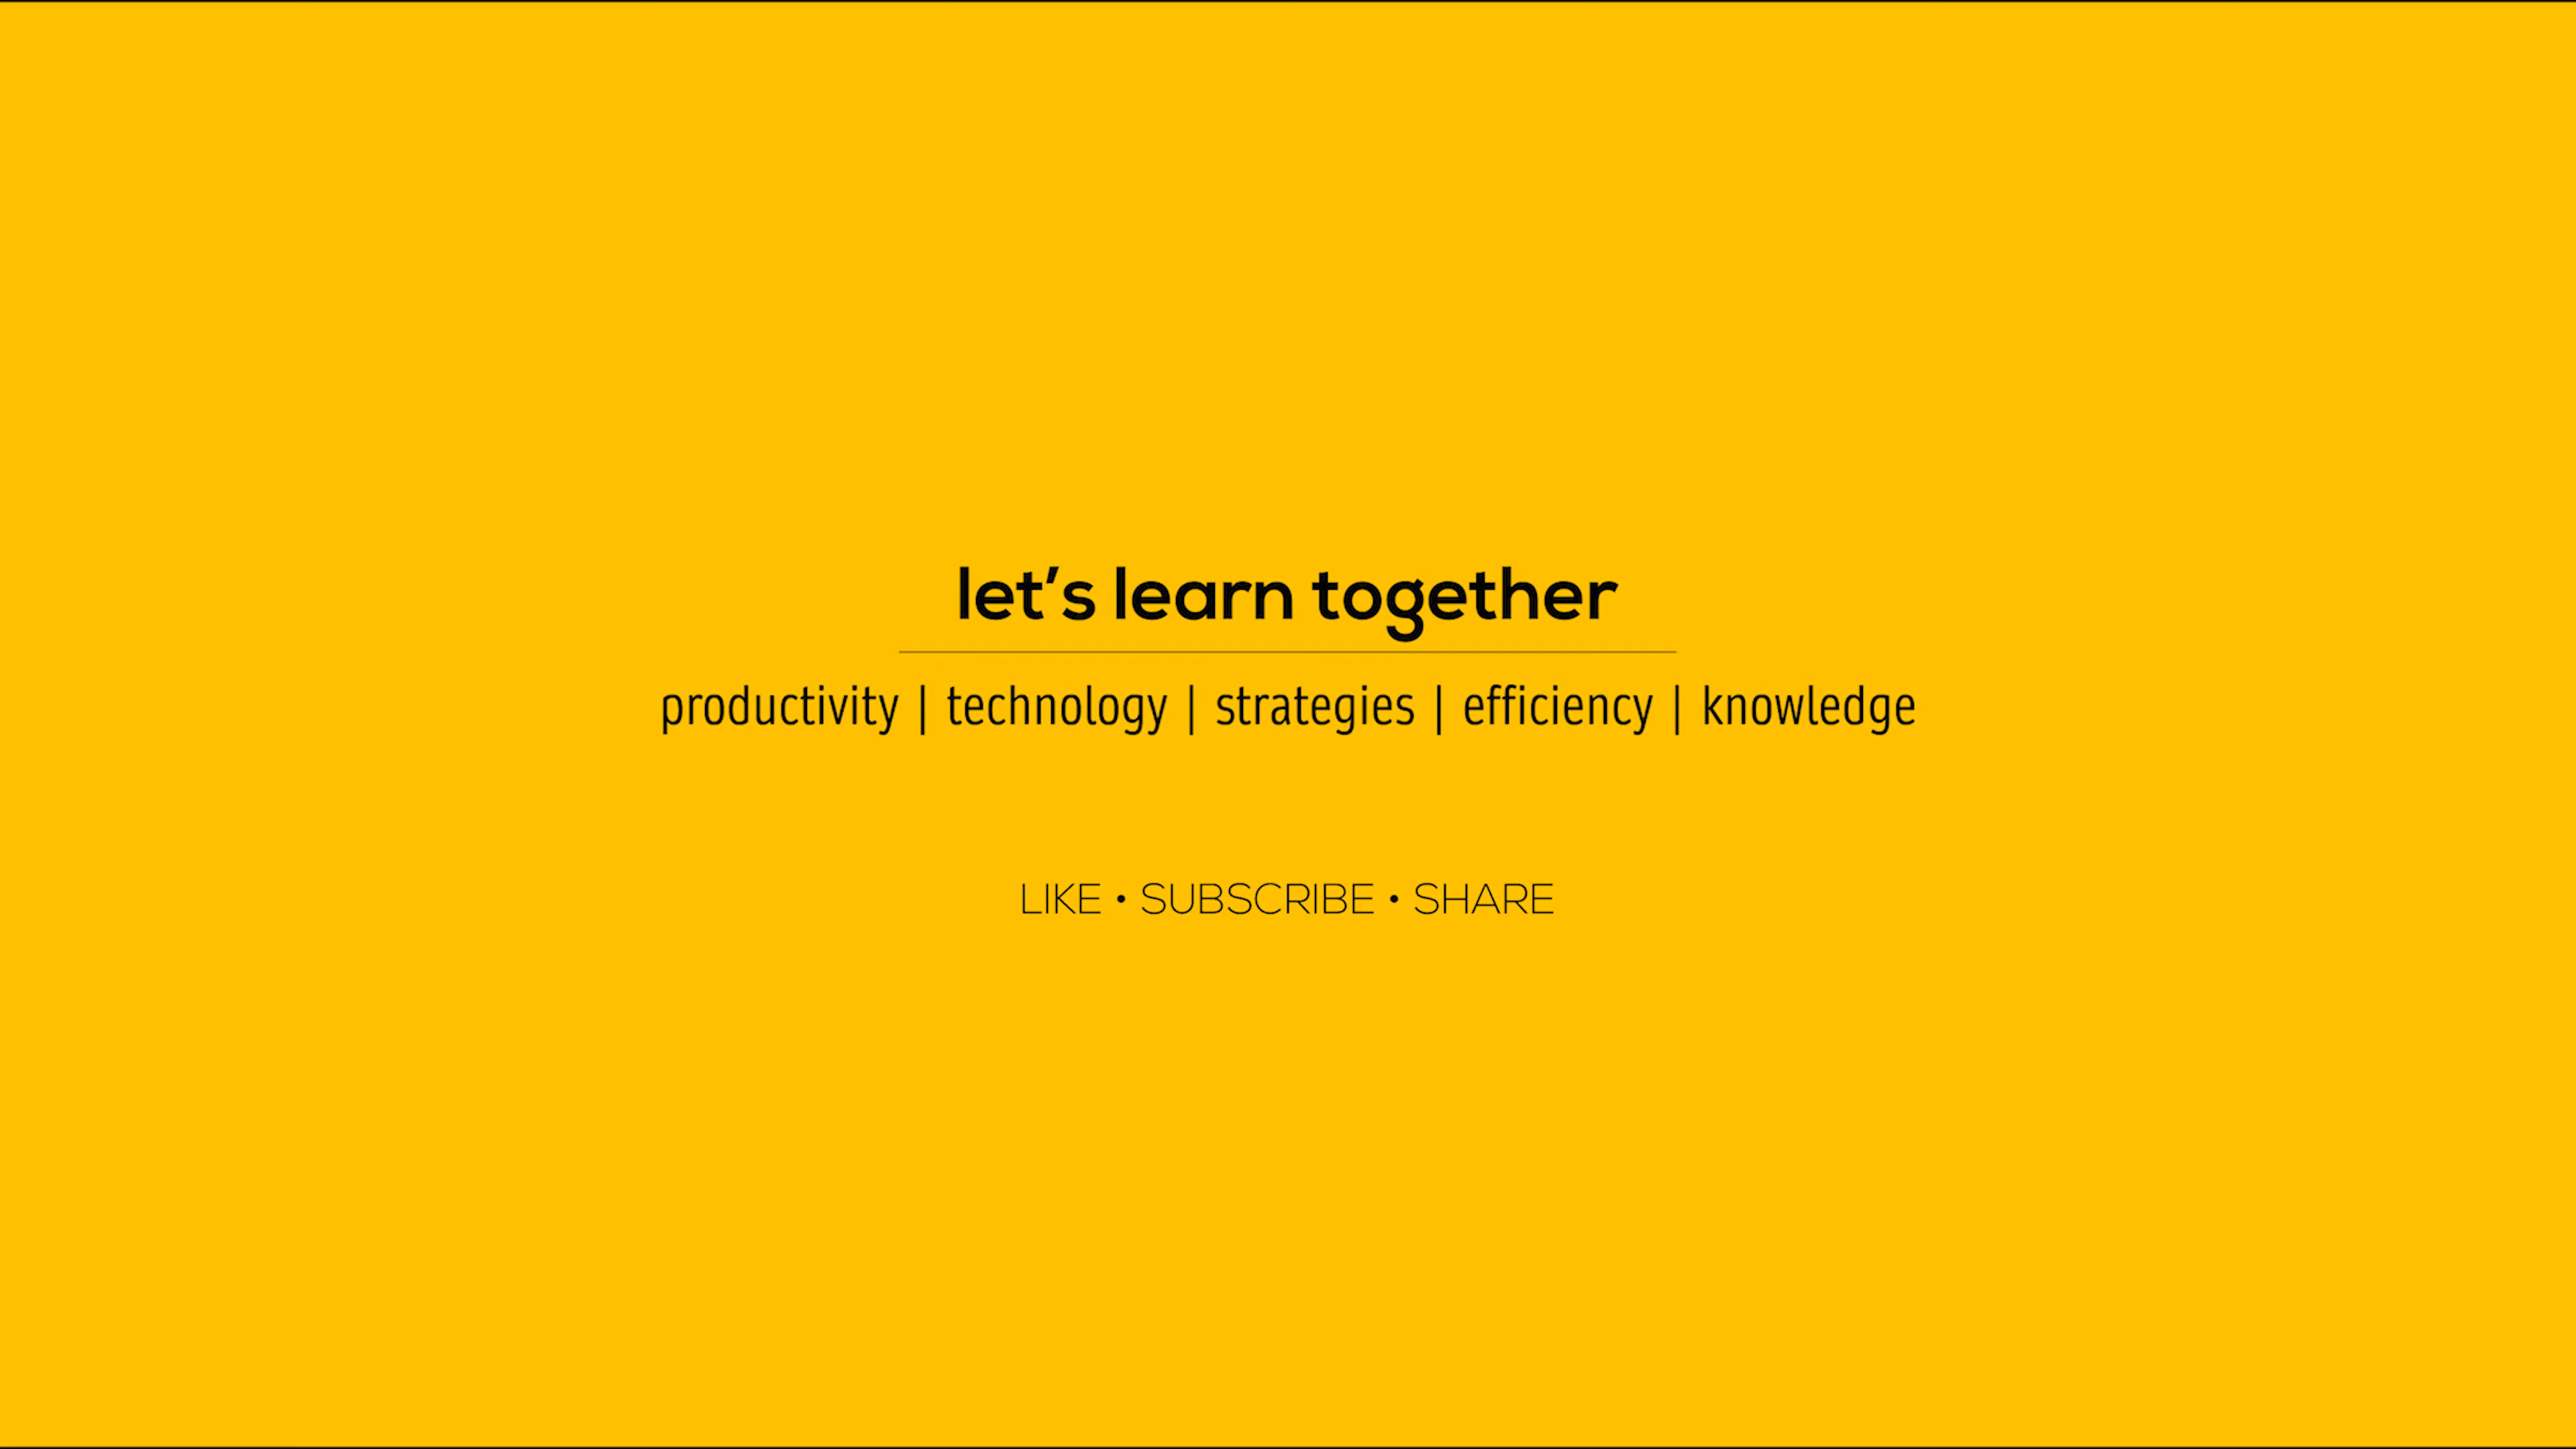 let's learn together
productivity | technology | strategies | efficiency | knowledge
LIKE • SUBSCRIBE • SHARE